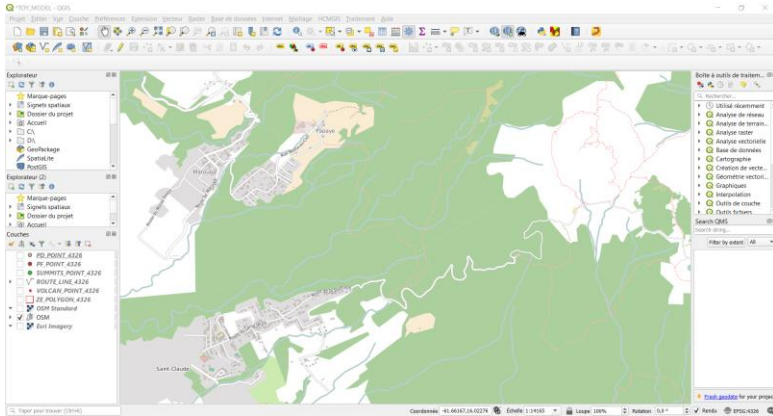 *TOY_MODEL - QGIS
Projet Éditer Vue Couche Préférences Extension Vecteur Raster Base de données Internet Maillage HCMGIS Traitement Aide
Explorateur
Marque-pages
Signets spatiaux
Dossier du projet
Accueil
C:\
D:\
GeoPackage
SpatiaLite
PostGIS
Explorateur (2)
Marque-pages
Signets spatiaux
Dossier du projet
Accueil
Couches
PD_POINT_4326
PF_POINT_4326
SUMMITS_POINT_4326
ROUTE_LINE_4326
VOLCAN_POINT_4326
ZE_POLYGON_4326
OSM Standard
OSM
Esri Imagery
Papaye
Matouba
Saint-Claude
Boîte à outils de traitem...
Rechercher...
Utilisé récemment
Analyse de réseau
Analyse de terrain...
Analyse raster
Analyse vectorielle
Base de données
Cartographie
Création de vecte...
Géométrie vectori...
Graphiques
Interpolation
Outils de couche
Outils fichiers
Search QMS
Search string...
Filter by extent All
Fresh geodata for your project
Taper pour trouver (Ctrl+K)
Coordonnée -61.66167,16.02276 Échelle 1:14165 Loupe 100% Rotation 0,0 ° Rendu EPSG:4326